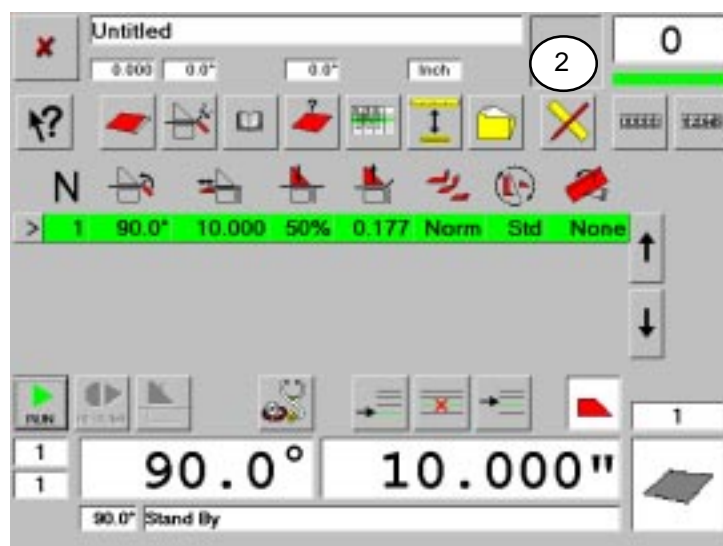 Untitled
0
0.000 0.0° 0.0° Inch
2
?
?
N
> 1 90.0° 10.000 50% 0.177 Norm Std None
RUN
1
1
1
90.0° 10.000"
90.0° Stand By